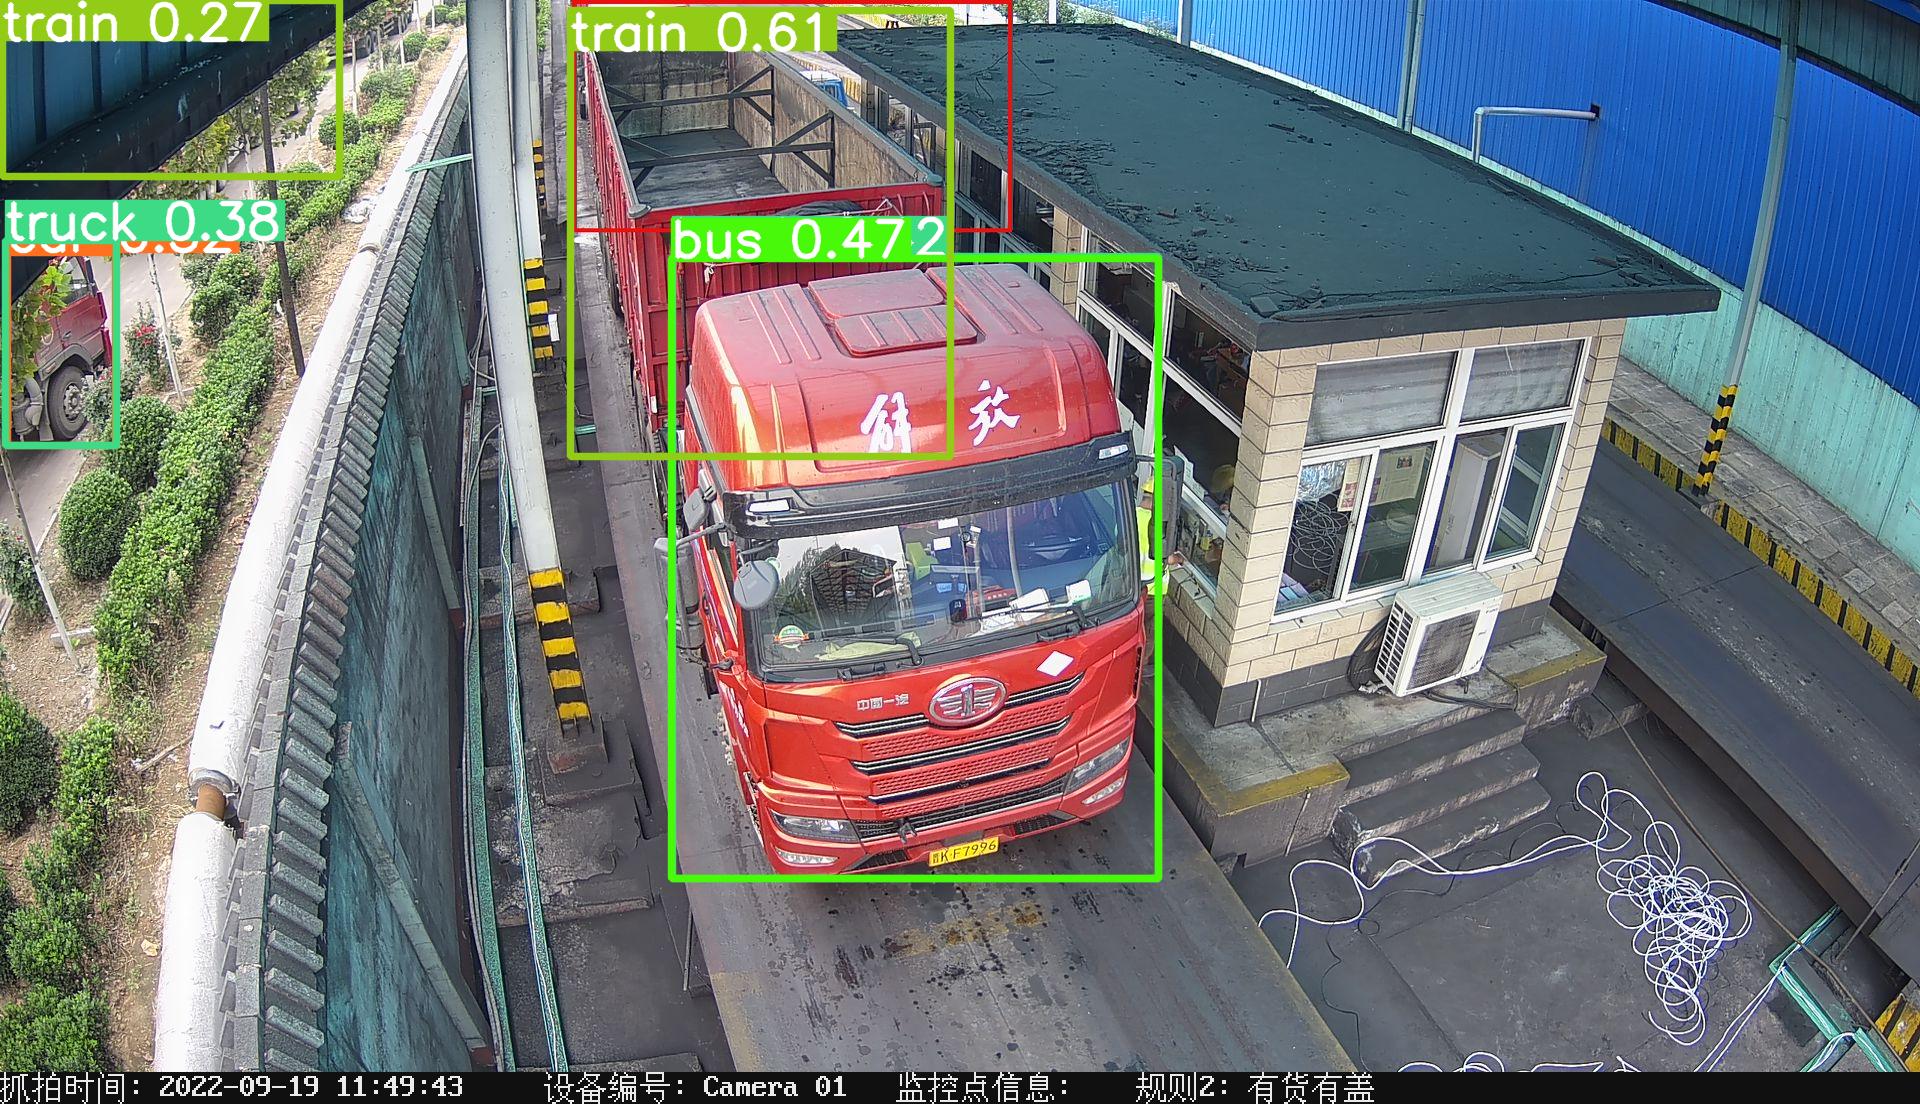 train 0.27
train 0.61
truck 0.38
bus 0.47
2
解放
中国一汽
KF7996
抓拍时间: 2022-09-19 11:49:43 设备编号: Camera 01 监控点信息: 规则2: 有货有盖